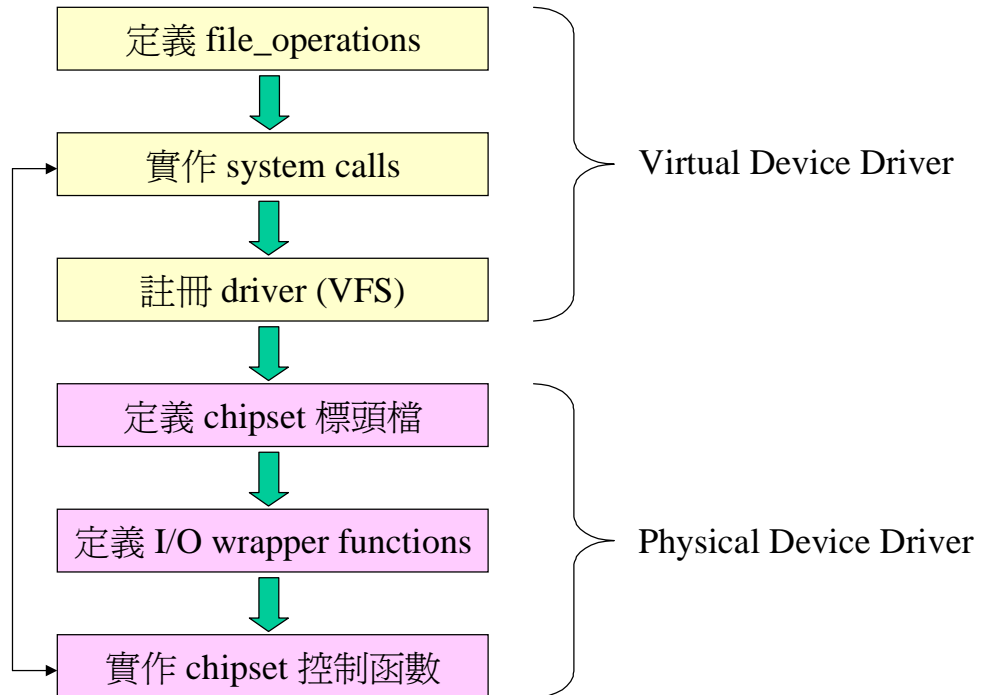 定義 file_operations
實作 system calls
Virtual Device Driver
註冊 driver (VFS)
定義 chipset 標頭檔
定義 I/O wrapper functions
Physical Device Driver
實作 chipset 控制函數